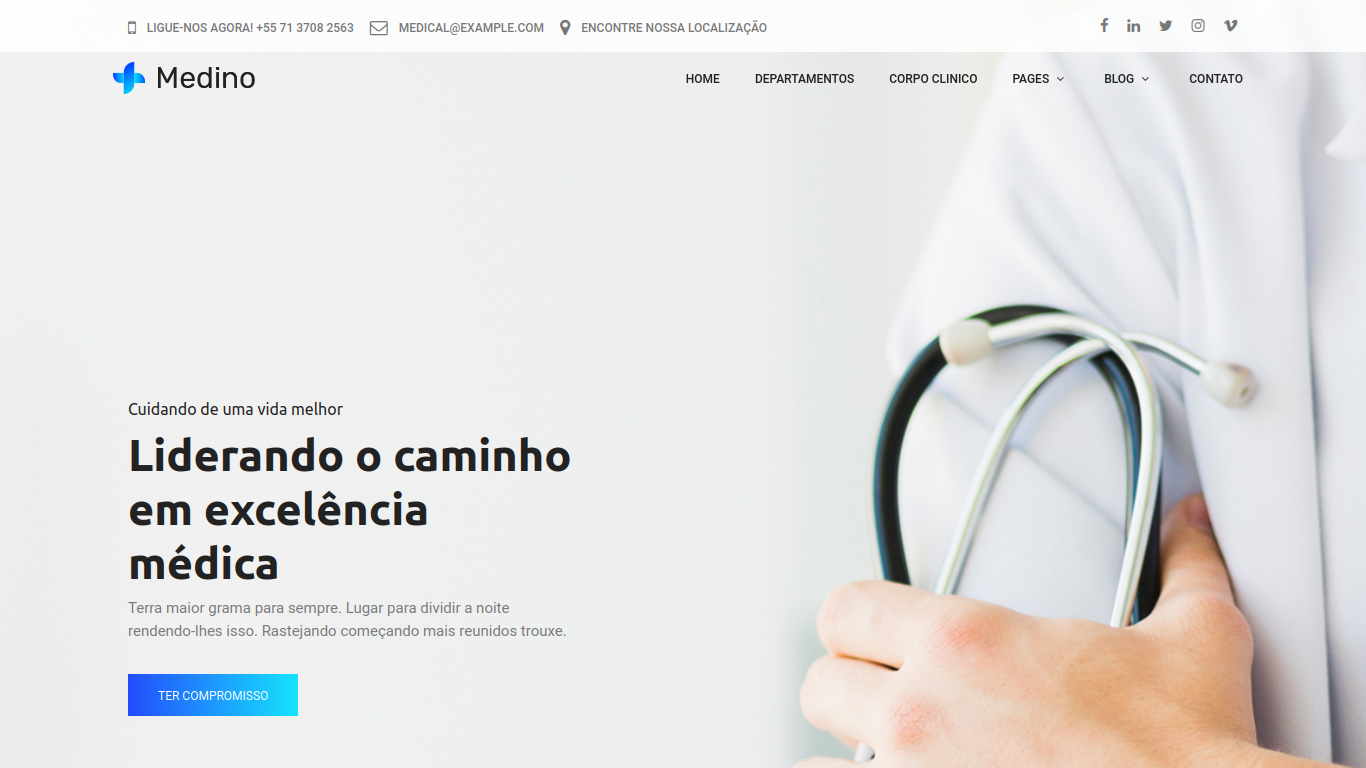 LIGUE-NOS AGORA! +55 71 3708 2563 MEDICAL@EXAMPLE.COM ENCONTRE NOSSA LOCALIZAÇÃO
Medino
HOME DEPARTAMENTOS CORPO CLINICO PAGES BLOG CONTATO
Cuidando de uma vida melhor
Liderando o caminho
em excelência
médica
Terra maior grama para sempre. Lugar para dividir a noite
rendendo-lhes isso. Rastejando começando mais reunidos trouxe.
TER COMPROMISSO